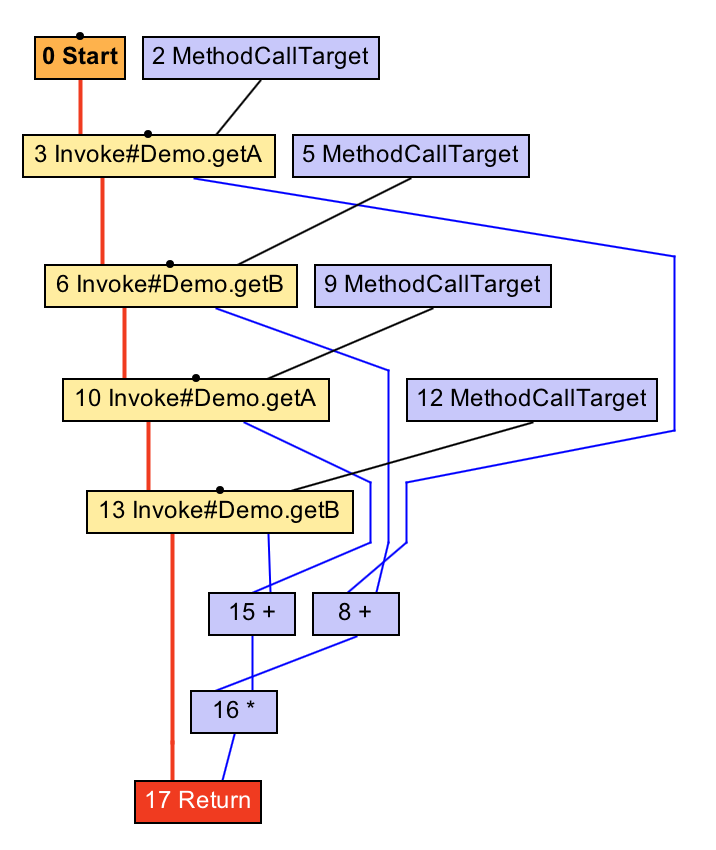 0 Start
2 MethodCallTarget
3 Invoke#Demo.getA
5 MethodCallTarget
6 Invoke#Demo.getB
9 MethodCallTarget
10 Invoke#Demo.getA
12 MethodCallTarget
13 Invoke#Demo.getB
15 +
8 +
16 *
17 Return